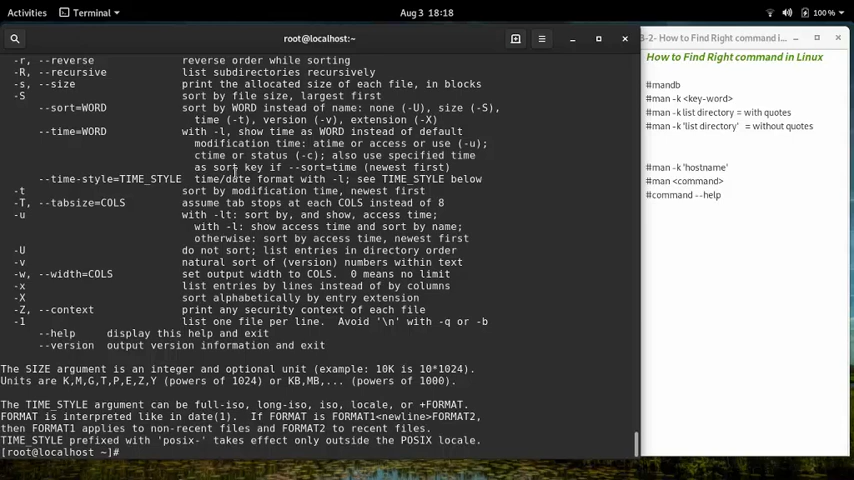 Activities
Terminal
Aug 3 18:18
100 %
root@localhost:~
-r, --reverse reverse order while sorting
-R, --recursive list subdirectories recursively
-s, --size print the allocated size of each file, in blocks
-S sort by file size, largest first
--sort=WORD sort by WORD instead of name: none (-U), size (-S),
time (-t), version (-v), extension (-X)
--time=WORD with -l, show time as WORD instead of default
modification time: atime or access or use (-u);
ctime or status (-c); also use specified time
as sort key if --sort=time (newest first)
--time-style=TIME_STYLE time/date format with -l; see TIME_STYLE below
-t sort by modification time, newest first
-T, --tabsize=COLS assume tab stops at each COLS instead of 8
-u with -lt: sort by, and show, access time;
with -l: show access time and sort by name;
otherwise: sort by access time, newest first
-U do not sort; list entries in directory order
-v natural sort of (version) numbers within text
-w, --width=COLS set output width to COLS. 0 means no limit
-x list entries by lines instead of by columns
-X sort alphabetically by entry extension
-Z, --context print any security context of each file
-1 list one file per line. Avoid '\n' with -q or -b
--help display this help and exit
--version output version information and exit
The SIZE argument is an integer and optional unit (example: 10K is 10*1024).
Units are K,M,G,T,P,E,Z,Y (powers of 1024) or KB,MB,... (powers of 1000).
The TIME_STYLE argument can be full-iso, long-iso, iso, locale, or +FORMAT.
FORMAT is interpreted like in date(1). If FORMAT is FORMAT1<newline>FORMAT2,
then FORMAT1 applies to non-recent files and FORMAT2 to recent files.
TIME_STYLE prefixed with 'posix-' takes effect only outside the POSIX locale.
[root@localhost ~]#
3-2- How to Find Right command i...
How to Find Right command in Linux
#mandb
#man -k <key-word>
#man -k list directory = with quotes
#man -k 'list directory' = without quotes
#man -k 'hostname'
#man <command>
#command --help